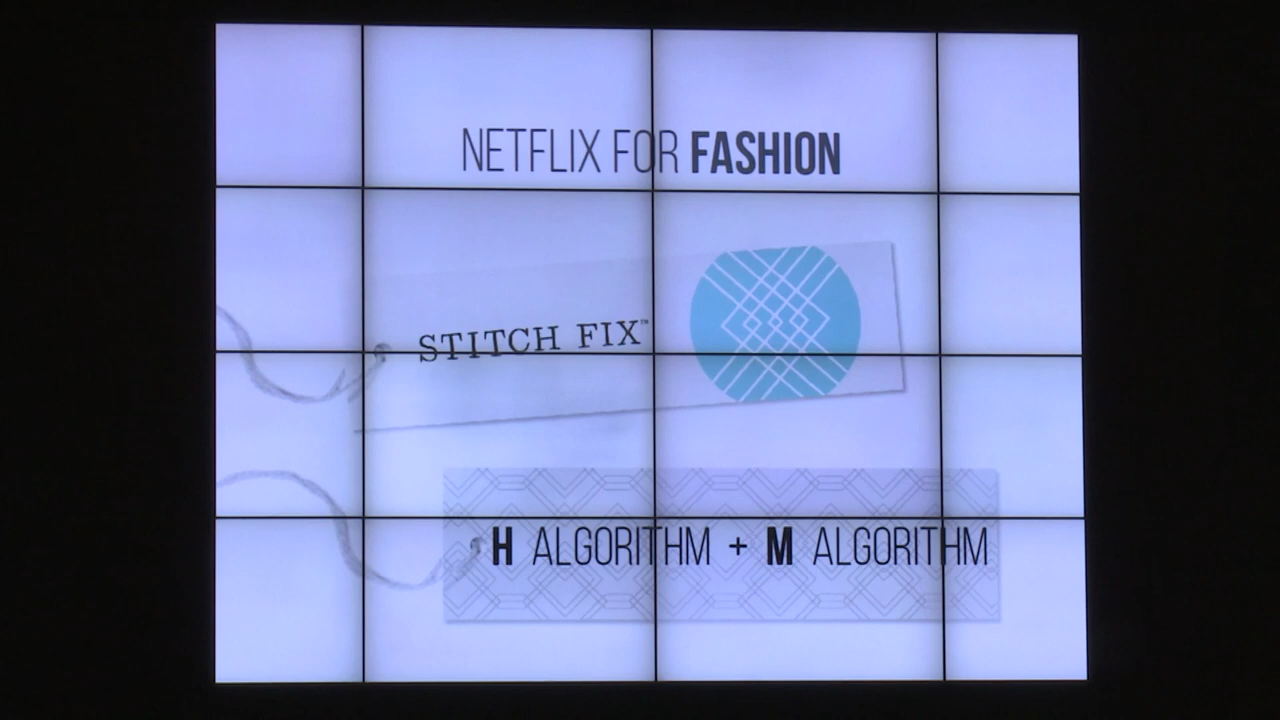 NETFLIX FOR FASHION
STITCH FIX™
H ALGORITHM + M ALGORITHM